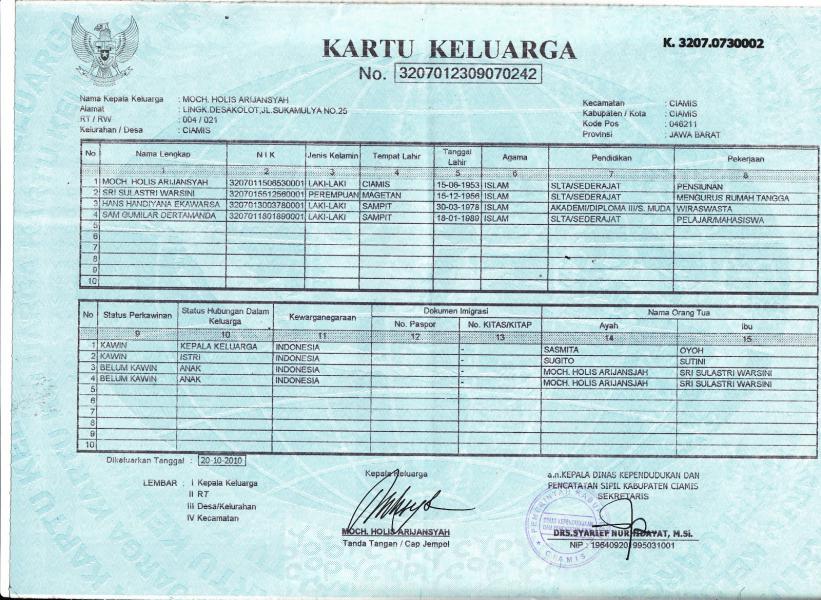 KARTU KELUARGA
K. 3207.0730002
No. 3207012309070242
Nama Kepala Keluarga : MOCH. HOLIS ARIJANSYAH
Alamat : LINGK.DESAKOLOT,JL.SUKAMULYA NO.25
RT / RW : 004 / 021
Kelurahan / Desa : CIAMIS
Kecamatan : CIAMIS
Kabupaten / Kota : CIAMIS
Kode Pos : 046211
Provinsi : JAWA BARAT
No Nama Lengkap N I K Jenis Kelamin Tempat Lahir Tanggal Lahir Agama Pendidikan Pekerjaan
1 2 3 4 5 6 7 8
1 MOCH. HOLIS ARIJANSYAH 3207011506530001 LAKI-LAKI CIAMIS 15-06-1953 ISLAM SLTA/SEDERAJAT PENSIUNAN
2 SRI SULASTRI WARSINI 3207015512560001 PEREMPUAN MAGETAN 15-12-1956 ISLAM SLTA/SEDERAJAT MENGURUS RUMAH TANGGA
3 HANS HANDIYANA EKAWARSA 3207013003780001 LAKI-LAKI SAMPIT 30-03-1978 ISLAM AKADEMI/DIPLOMA III/S. MUDA WIRASWASTA
4 SAM GUMILAR DERTAMANDA 3207011801890001 LAKI-LAKI SAMPIT 18-01-1989 ISLAM SLTA/SEDERAJAT PELAJAR/MAHASISWA
5
6
7
8
9
10
No Status Perkawinan Status Hubungan Dalam Keluarga Kewarganegaraan Dokumen Imigrasi Nama Orang Tua
No. Paspor No. KITAS/KITAP Ayah Ibu
9 10 11 12 13 14 15
1 KAWIN KEPALA KELUARGA INDONESIA - SASMITA OYOH
2 KAWIN ISTRI INDONESIA - SUGITO SUTINI
3 BELUM KAWIN ANAK INDONESIA - MOCH. HOLIS ARIJANSJAH SRI SULASTRI WARSINI
4 BELUM KAWIN ANAK INDONESIA - MOCH. HOLIS ARIJANSJAH SRI SULASTRI WARSINI
5
6
7
8
9
10
Dikeluarkan Tanggal : 20-10-2010
LEMBAR : I Kepala Keluarga
II RT
III Desa/Kelurahan
IV Kecamatan
Kepala Keluarga
MOCH. HOLIS ARIJANSYAH
Tanda Tangan / Cap Jempol
a.n.KEPALA DINAS KEPENDUDUKAN DAN
PENCATATAN SIPIL KABUPATEN CIAMIS
SEKRETARIS
DRS.SYARIEF NUR HIDAYAT, M.Si.
NIP : 196409201995031001
CIAMIS